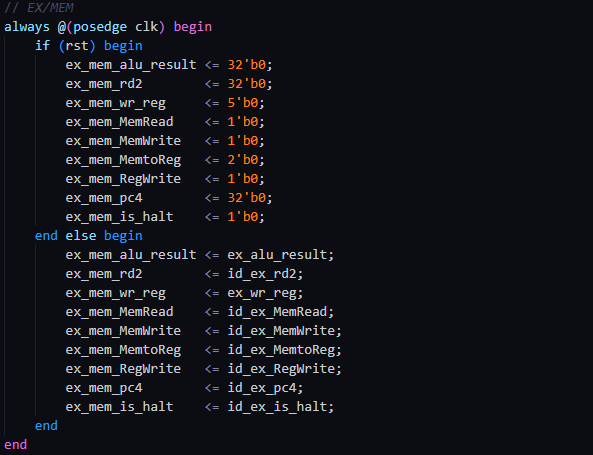 // EX/MEM
always @(posedge clk) begin
    if (rst) begin
        ex_mem_alu_result <= 32'b0;
        ex_mem_rd2        <= 32'b0;
        ex_mem_wr_reg     <= 5'b0;
        ex_mem_MemRead    <= 1'b0;
        ex_mem_MemWrite   <= 1'b0;
        ex_mem_MemtoReg   <= 2'b0;
        ex_mem_RegWrite   <= 1'b0;
        ex_mem_pc4        <= 32'b0;
        ex_mem_is_halt    <= 1'b0;
    end else begin
        ex_mem_alu_result <= ex_alu_result;
        ex_mem_rd2        <= id_ex_rd2;
        ex_mem_wr_reg     <= ex_wr_reg;
        ex_mem_MemRead    <= id_ex_MemRead;
        ex_mem_MemWrite   <= id_ex_MemWrite;
        ex_mem_MemtoReg   <= id_ex_MemtoReg;
        ex_mem_RegWrite   <= id_ex_RegWrite;
        ex_mem_pc4        <= id_ex_pc4;
        ex_mem_is_halt    <= id_ex_is_halt;
    end
end